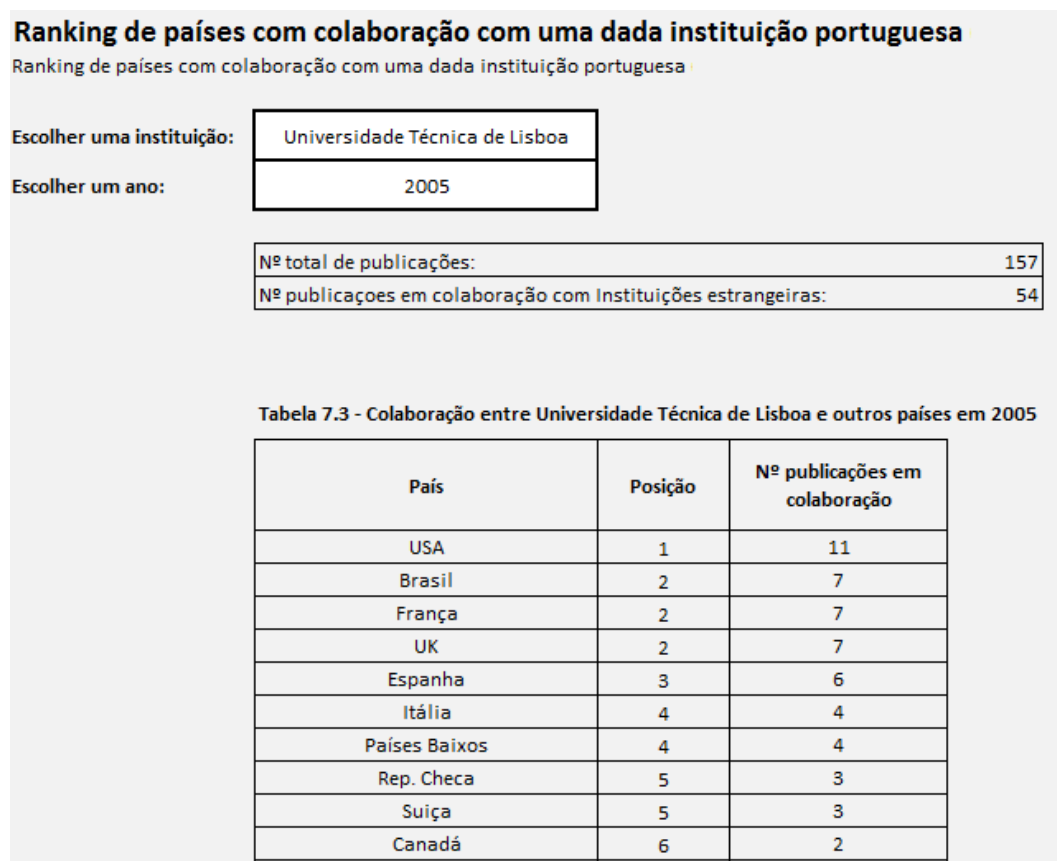 Ranking de países com colaboração com uma dada instituição portuguesa
Ranking de países com colaboração com uma dada instituição portuguesa
Escolher uma instituição: Universidade Técnica de Lisboa
Escolher um ano: 2005
Nº total de publicações: 157
Nº publicaçoes em colaboração com Instituições estrangeiras: 54
Tabela 7.3 - Colaboração entre Universidade Técnica de Lisboa e outros países em 2005
País Posição Nº publicações em
colaboração
USA 1 11
Brasil 2 7
França 2 7
UK 2 7
Espanha 3 6
Itália 4 4
Países Baixos 4 4
Rep. Checa 5 3
Suiça 5 3
Canadá 6 2